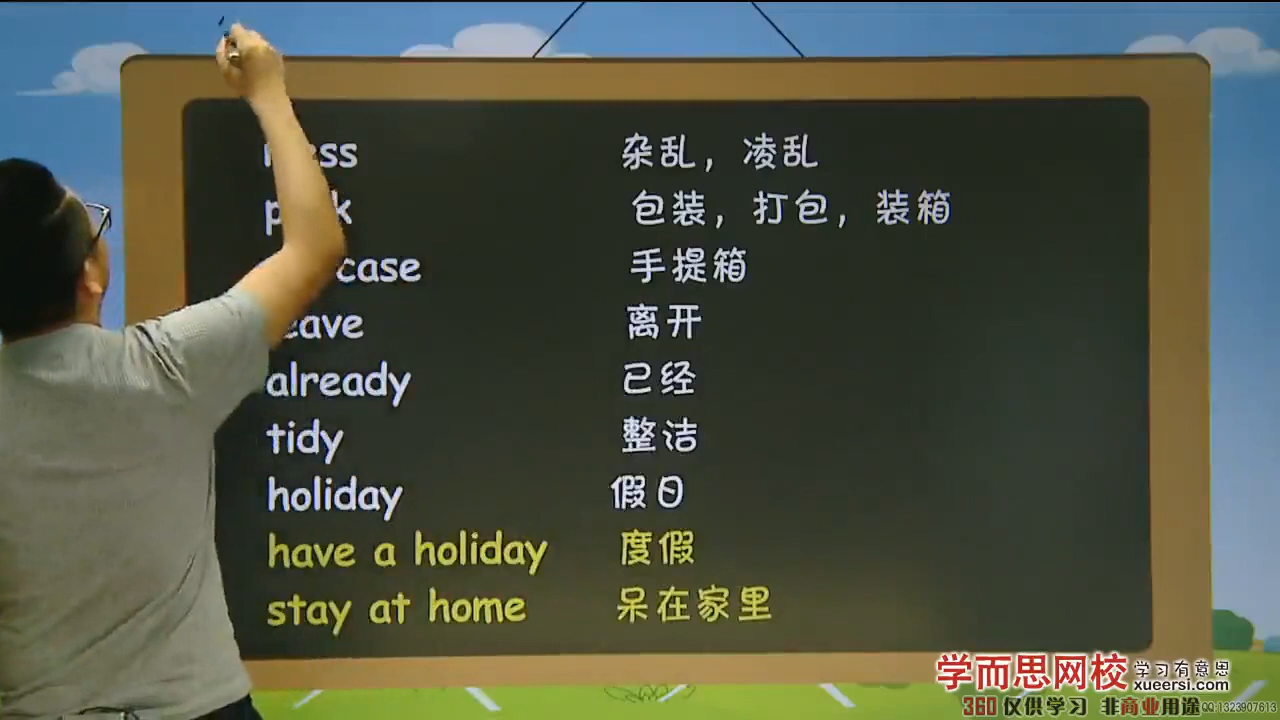 杂乱，凌乱
包装，打包，装箱
case 手提箱
离开
already 已经
tidy 整洁
holiday 假日
have a holiday 度假
stay at home 呆在家里
学而思网校 学习有意思
xueersi.com
360 仅供学习 非商业用途 QQ:1323907613